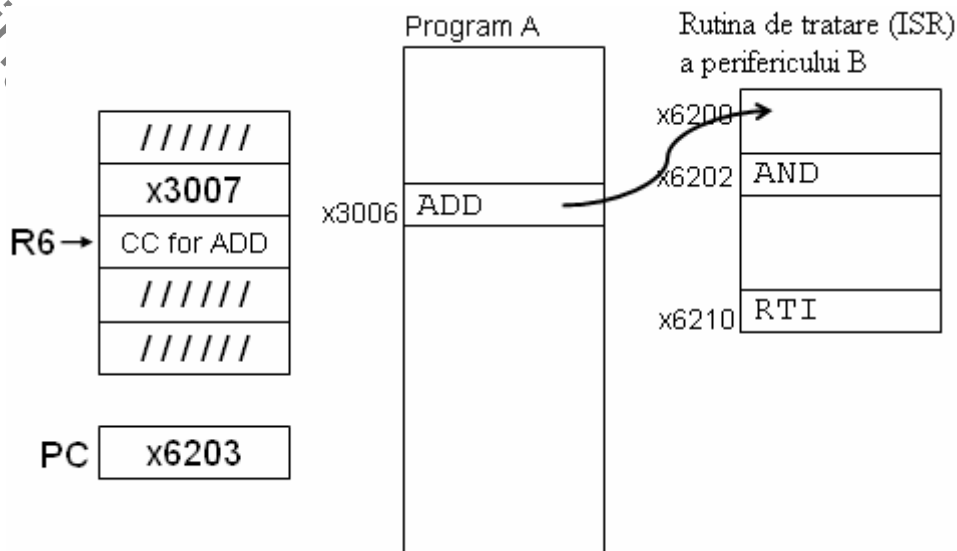 Program A
Rutina de tratare (ISR)
a perifericului B
//////
x3007
R6→ CC for ADD
//////
//////
PC x6203
x3006 ADD
x6200
x6202 AND
x6210 RTI